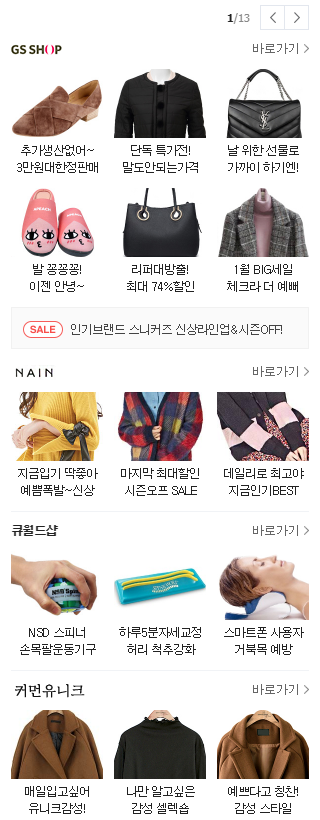 1/13
GS SHOP
바로가기
추가생산없어~
3만원대한정판매
단독 특가전!
말도안되는가격
날 위한 선물로
가까이 하기엔!
발 꽁꽁꽁!
이젠 안녕~
리퍼대방출!
최대 74%할인
1월 BIG세일
체크라 더 예뻐
SALE 인기브랜드 스니커즈 신상라인업&시즌OFF!
NAIN
바로가기
지금입기 딱좋아
예쁨폭발~신상
마지막 최대할인
시즌오프 SALE
데일리로 최고야
지금인기BEST
큐월드샵
바로가기
NSD 스피너
손목팔운동기구
하루5분자세교정
허리 척추강화
스마트폰 사용자
거북목 예방
커먼유니크
바로가기
매일입고싶어
유니크감성!
나만 알고싶은
감성 셀렉숍
예쁘다고 칭찬!
감성 스타일